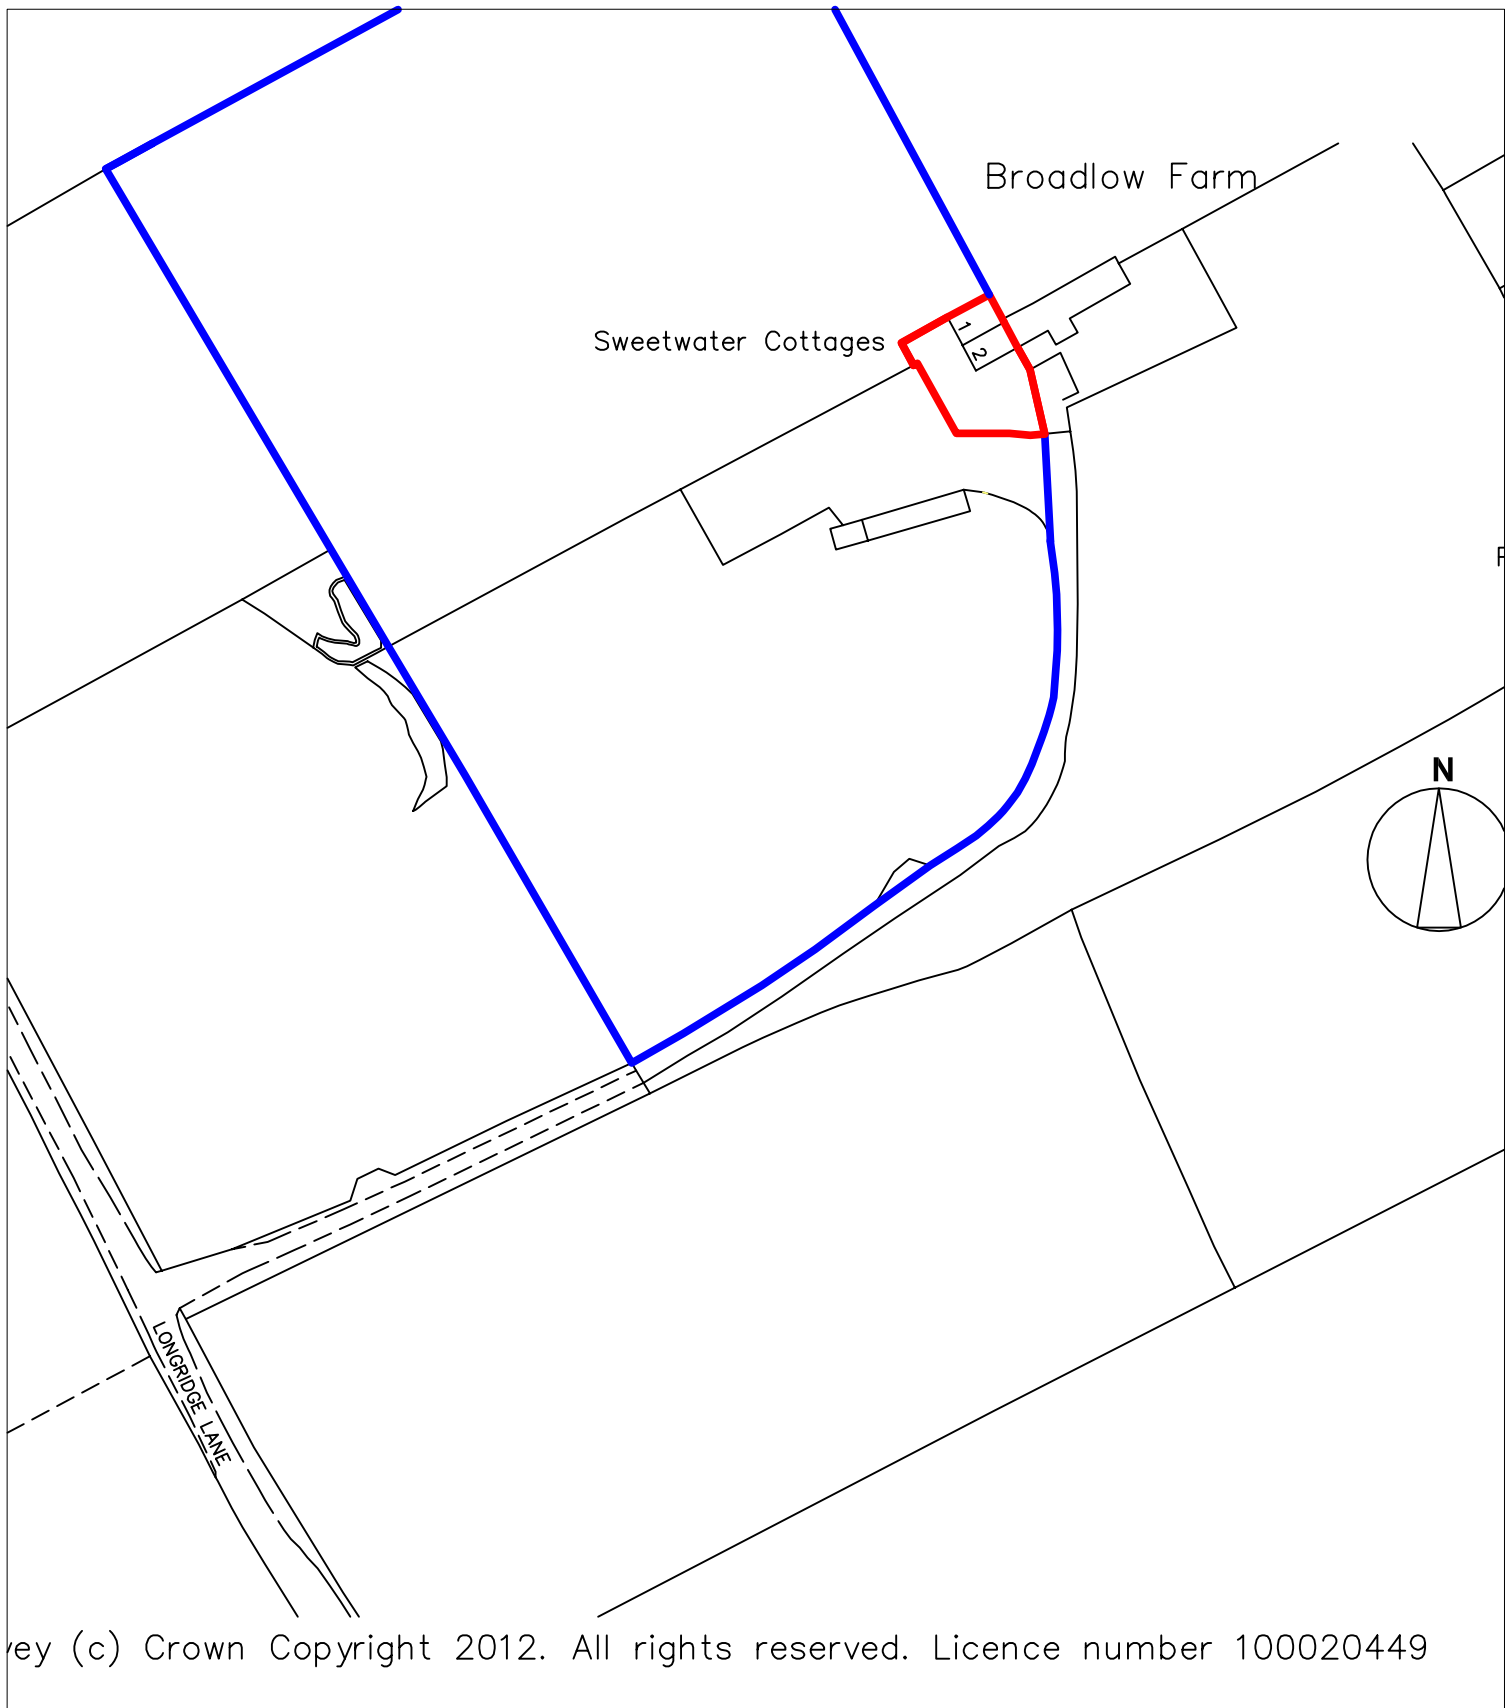 Broadlow Farm
Sweetwater Cottages
1
2
N
LONGRIDGE LANE
vey (c) Crown Copyright 2012. All rights reserved. Licence number 100020449